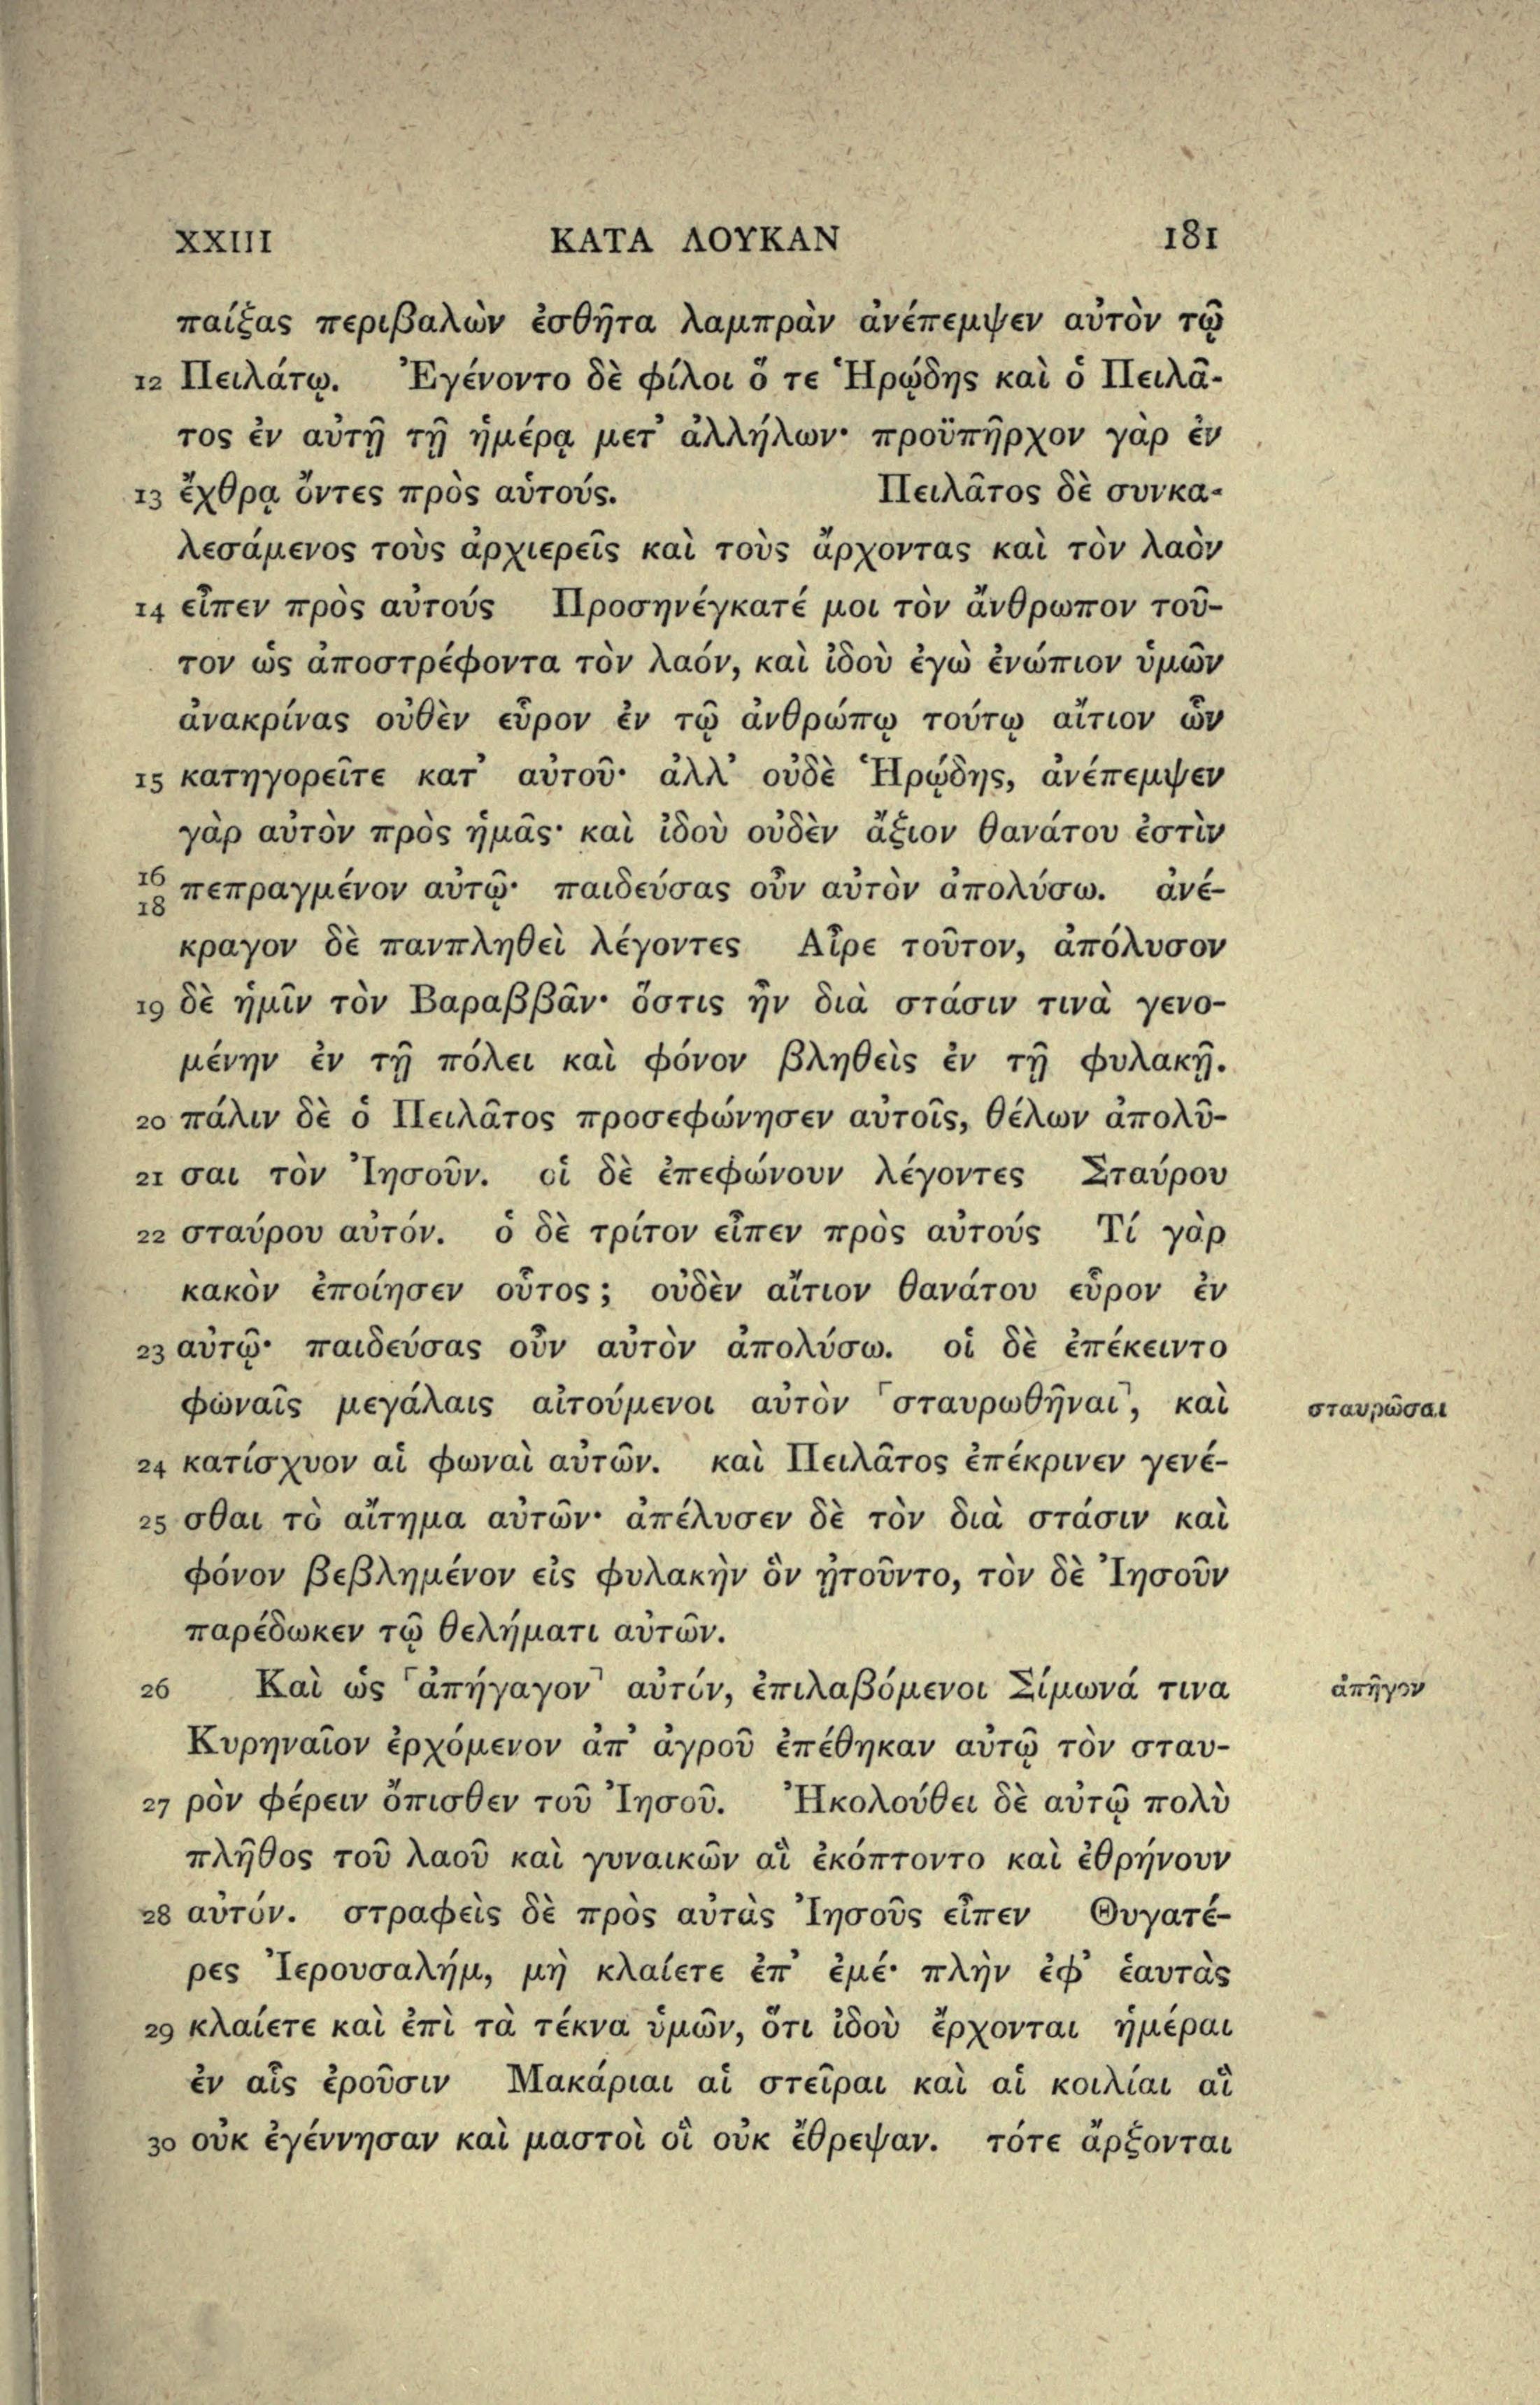 XXIII ΚΑΤΑ ΛΟΥΚΑΝ 181
παίξας περιβαλὼν ἐσθῆτα λαμπρὰν ἀνέπεμψεν αὐτὸν τῷ
12 Πειλάτῳ. Ἐγένοντο δὲ φίλοι ὅ τε Ἡρῴδης καὶ ὁ Πειλᾶ-
τος ἐν αὐτῇ τῇ ἡμέρᾳ μετ᾽ ἀλλήλων· προϋπῆρχον γὰρ ἐν
13 ἔχθρᾳ ὄντες πρὸς αὑτούς. Πειλᾶτος δὲ συνκα-
λεσάμενος τοὺς ἀρχιερεῖς καὶ τοὺς ἄρχοντας καὶ τὸν λαὸν
14 εἶπεν πρὸς αὐτούς Προσηνέγκατέ μοι τὸν ἄνθρωπον τοῦ-
τον ὡς ἀποστρέφοντα τὸν λαόν, καὶ ἰδοὺ ἐγὼ ἐνώπιον ὑμῶν
ἀνακρίνας οὐθὲν εὗρον ἐν τῷ ἀνθρώπῳ τούτῳ αἴτιον ὧν
15 κατηγορεῖτε κατ᾽ αὐτοῦ· ἀλλ᾽ οὐδὲ Ἡρῴδης, ἀνέπεμψεν
γὰρ αὐτὸν πρὸς ἡμᾶς· καὶ ἰδοὺ οὐδὲν ἄξιον θανάτου ἐστὶν
16 18 πεπραγμένον αὐτῷ· παιδεύσας οὖν αὐτὸν ἀπολύσω. ἀνέ-
κραγον δὲ πανπληθεὶ λέγοντες Αἶρε τοῦτον, ἀπόλυσον
19 δὲ ἡμῖν τὸν Βαραββᾶν· ὅστις ἦν διὰ στάσιν τινὰ γενο-
μένην ἐν τῇ πόλει καὶ φόνον βληθεὶς ἐν τῇ φυλακῇ.
20 πάλιν δὲ ὁ Πειλᾶτος προσεφώνησεν αὐτοῖς, θέλων ἀπολῦ-
21 σαι τὸν Ἰησοῦν. οἱ δὲ ἐπεφώνουν λέγοντες Σταύρου
22 σταύρου αὐτόν. ὁ δὲ τρίτον εἶπεν πρὸς αὐτούς Τί γὰρ
κακὸν ἐποίησεν οὗτος; οὐδὲν αἴτιον θανάτου εὗρον ἐν
23 αὐτῷ· παιδεύσας οὖν αὐτὸν ἀπολύσω. οἱ δὲ ἐπέκειντο
φωναῖς μεγάλαις αἰτούμενοι αὐτὸν ⸀σταυρωθῆναι⸃, καὶ σταυρῶσαι
24 κατίσχυον αἱ φωναὶ αὐτῶν. καὶ Πειλᾶτος ἐπέκρινεν γενέ-
25 σθαι τὸ αἴτημα αὐτῶν· ἀπέλυσεν δὲ τὸν διὰ στάσιν καὶ
φόνον βεβλημένον εἰς φυλακὴν ὃν ᾐτοῦντο, τὸν δὲ Ἰησοῦν
παρέδωκεν τῷ θελήματι αὐτῶν.
26 Καὶ ὡς ⸂ἀπήγαγον⸃ αὐτόν, ἐπιλαβόμενοι Σίμωνά τινα ἀπῆγον
Κυρηναῖον ἐρχόμενον ἀπ᾽ ἀγροῦ ἐπέθηκαν αὐτῷ τὸν σταυ-
27 ρὸν φέρειν ὄπισθεν τοῦ Ἰησοῦ. Ἠκολούθει δὲ αὐτῷ πολὺ
πλῆθος τοῦ λαοῦ καὶ γυναικῶν αἳ ἐκόπτοντο καὶ ἐθρήνουν
28 αὐτόν. στραφεὶς δὲ πρὸς αὐτὰς Ἰησοῦς εἶπεν Θυγατέ-
ρες Ἰερουσαλήμ, μὴ κλαίετε ἐπ᾽ ἐμέ· πλὴν ἐφ᾽ ἑαυτὰς
29 κλαίετε καὶ ἐπὶ τὰ τέκνα ὑμῶν, ὅτι ἰδοὺ ἔρχονται ἡμέραι
ἐν αἷς ἐροῦσιν Μακάριαι αἱ στεῖραι καὶ αἱ κοιλίαι αἳ
30 οὐκ ἐγέννησαν καὶ μαστοὶ οἳ οὐκ ἔθρεψαν. τότε ἄρξονται